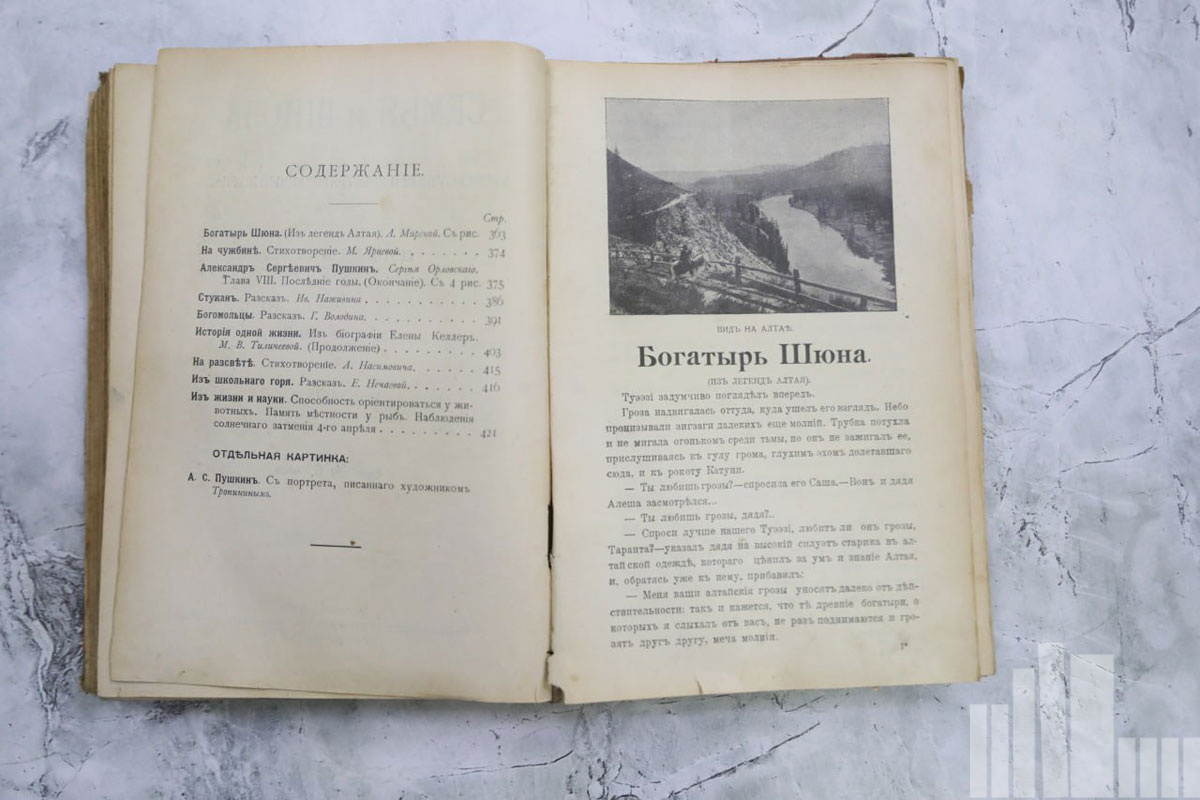 СОДЕРЖАНІЕ.
Стр.
Богатырь Шюна. (Изъ легендъ Алтая). А. Мирской. Съ рис. 363
На чужбинѣ. Стихотвореніе. М. Яриевой. 374
Александръ Сергѣевич Пушкинъ. Сергѣя Орловскаго.
Глава VIII. Послѣдніе годы. (Окончаніе). Съ 4 рис. 375
Стукан. Разсказъ. Ив. Наживина 386
Богомольцы. Разсказъ. Г. Володина. 391
Исторія одной жизни. Изъ біографіи Елены Келлеръ.
М. В. Тиличеевой. (Продолженіе) 403
На разсвѣтѣ. Стихотвореніе. А. Насимовича. 415
Изъ школьнаго горя. Разсказъ. Е. Нечаевой. 416
Изъ жизни и науки. Способность оріентироваться у жи-
вотныхъ. Память мѣстности у рыбъ. Наблюденія
солнечнаго затменія 4-го апрѣля 421
ОТДѢЛЬНАЯ КАРТИНКА:
А. С. Пушкинъ. Съ портрета, писаннаго художникомъ
Тропининымъ.
ВИДЪ НА АЛТАѢ.
Богатырь Шюна.
(ИЗЪ ЛЕГЕНДЪ АЛТАЯ).
Туэззі задумчиво поглядѣлъ впередъ.
Гроза надвигалась оттуда, куда ушелъ его взглядъ. Небо
процизывали зигзаги далекихъ еще молній. Трубка потухла
и не мигала огонькомъ среди тьмы, но онъ не зажигалъ ее,
прислушиваясь къ гулу грома, глухимъ эхомъ долетавшаго
сюда, и къ рокоту Катуни.
— Ты любишь грозы?—спросила его Саша.—Вонъ и дядя
Алеша засмотрѣлся...
— Ты любишь грозы, дядя?..
— Спроси лучше нашего Туэззі, любитъ ли онъ грозы,
Таранта?—указалъ дядя на высокій силуэтъ старика въ ал-
тайской одеждѣ, котораго цѣнилъ за умъ и знаніе Алтая,
и, обратясь уже къ нему, прибавилъ:
— Меня ваши алтайскія грозы уносятъ далеко отъ дѣй-
ствительности: такъ и кажется, что тѣ древніе богатыри, о
которыхъ я слыхалъ отъ васъ, не разъ поднимаются и гро-
зятъ другъ другу, меча молніи.
1*